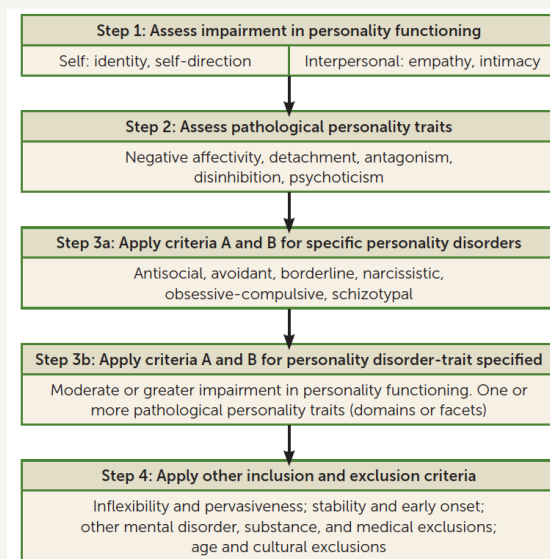 Step 1: Assess impairment in personality functioning
Self: identity, self-direction
Interpersonal: empathy, intimacy
Step 2: Assess pathological personality traits
Negative affectivity, detachment, antagonism,
disinhibition, psychoticism
Step 3a: Apply criteria A and B for specific personality disorders
Antisocial, avoidant, borderline, narcissistic,
obsessive-compulsive, schizotypal
Step 3b: Apply criteria A and B for personality disorder-trait specified
Moderate or greater impairment in personality functioning. One or
more pathological personality traits (domains or facets)
Step 4: Apply other inclusion and exclusion criteria
Inflexibility and pervasiveness; stability and early onset;
other mental disorder, substance, and medical exclusions;
age and cultural exclusions